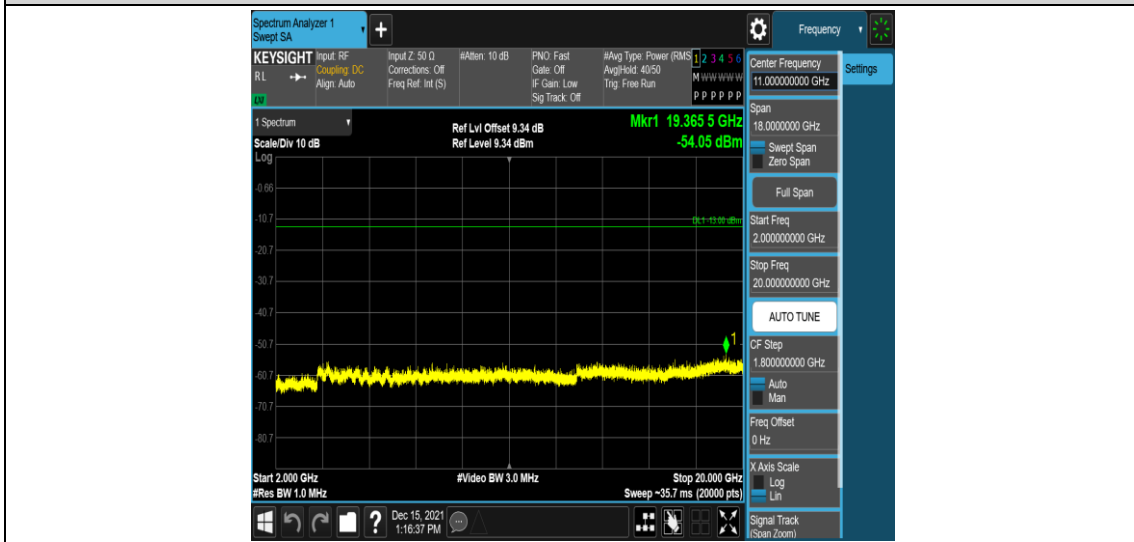 Spectrum Analyzer 1
Swept SA
+
Frequency
KEYSIGHT
RL
Input: RF
Coupling: DC
Align: Auto
Input Z: 50 Ω
Corrections: Off
Freq Ref: Int (S)
#Atten: 10 dB
PNO: Fast
Gate: Off
IF Gain: Low
Sig Track: Off
#Avg Type: Power (RMS
Avg|Hold: 40/50
Trig: Free Run
1 2 3 4 5 6
M W W W W W
P P P P P P
1 Spectrum
Scale/Div 10 dB
Log
Ref Lvl Offset 9.34 dB
Ref Level 9.34 dBm
Mkr1 19.365 5 GHz
-54.05 dBm
-0.66
-10.7
DL1 -13.00 dBm
-20.7
-30.7
-40.7
-50.7
1
-60.7
-70.7
-80.7
Start 2.000 GHz
#Res BW 1.0 MHz
#Video BW 3.0 MHz
Stop 20.000 GHz
Sweep ~35.7 ms (20000 pts)
Center Frequency
11.000000000 GHz
Settings
Span
18.0000000 GHz
Swept Span
Zero Span
Full Span
Start Freq
2.000000000 GHz
Stop Freq
20.000000000 GHz
AUTO TUNE
CF Step
1.800000000 GHz
Auto
Man
Freq Offset
0 Hz
X Axis Scale
Log
Lin
Signal Track
(Span Zoom)
?
Dec 15, 2021
1:16:37 PM